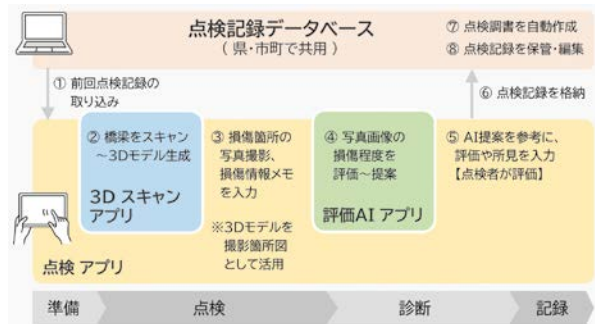 点検記録データベース
（県・市町で共用）
⑦ 点検調書を自動作成
⑧ 点検記録を保管・編集
① 前回点検記録の
取り込み
⑥ 点検記録を格納
② 橋梁をスキャン
～3Dモデル生成
3D スキャン
アプリ
③ 損傷箇所の
写真撮影、
損傷情報メモ
を入力
※3Dモデルを
撮影箇所図
として活用
④ 写真画像の
損傷程度を
評価～提案
評価AI アプリ
⑤ AI提案を参考に、
評価や所見を入力
【点検者が評価】
点検 アプリ
準備
点検
診断
記録